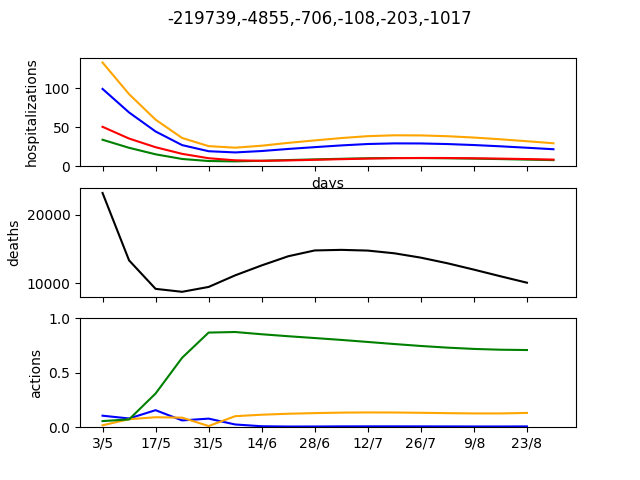 -219739,-4855,-706,-108,-203,-1017
hospitalizations
100
50
0
days
deaths
20000
10000
actions
1.0
0.5
0.0
3/5 17/5 31/5 14/6 28/6 12/7 26/7 9/8 23/8